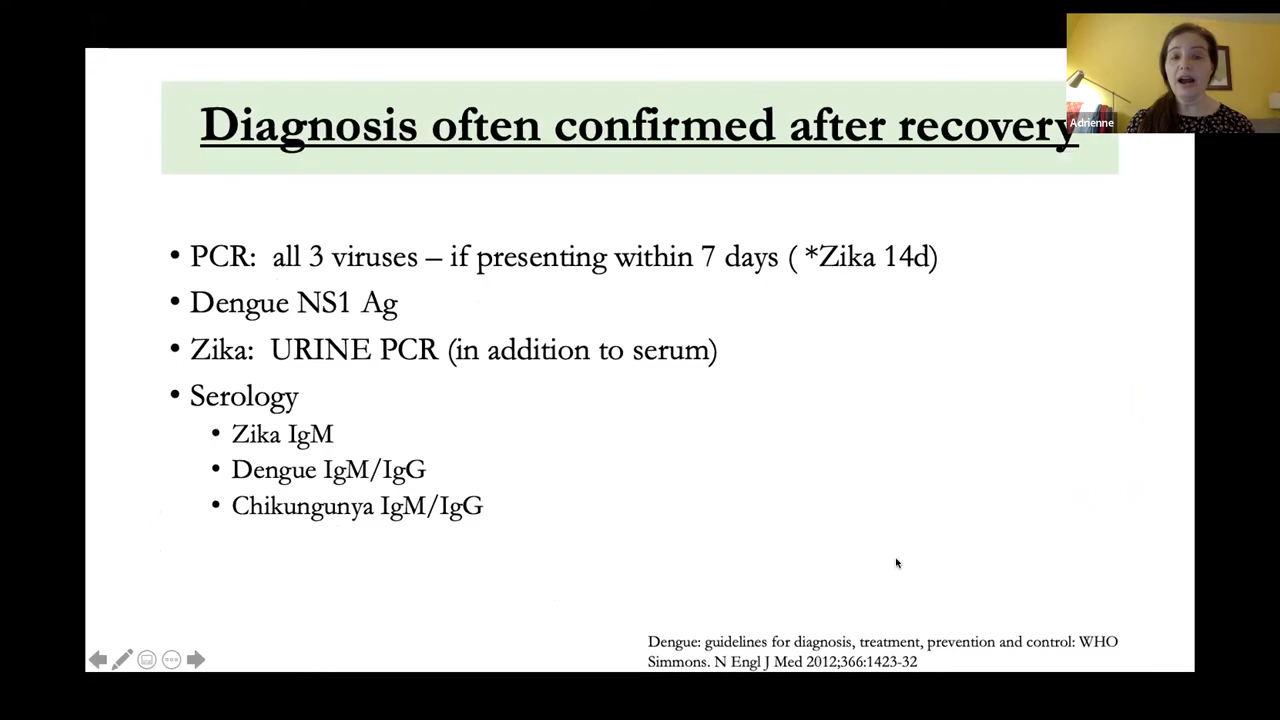 Diagnosis often confirmed after recovery
Adrienne
• PCR: all 3 viruses – if presenting within 7 days ( *Zika 14d)
• Dengue NS1 Ag
• Zika: URINE PCR (in addition to serum)
• Serology
• Zika IgM
• Dengue IgM/IgG
• Chikungunya IgM/IgG
Dengue: guidelines for diagnosis, treatment, prevention and control: WHO
Simmons. N Engl J Med 2012;366:1423-32